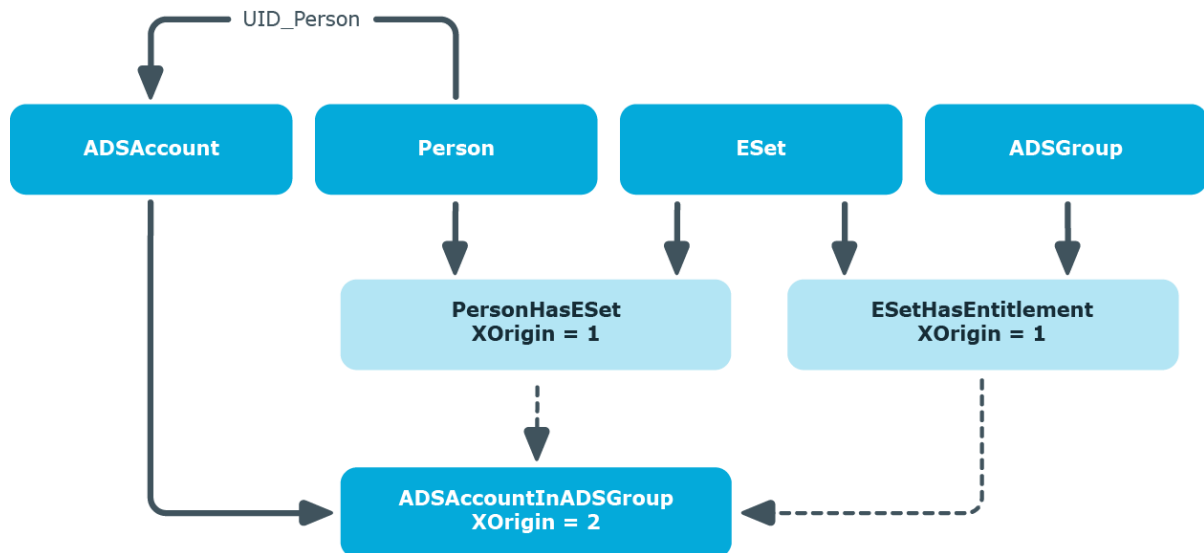 UID_Person
ADSAccount
Person
ESet
ADSGroup
PersonHasESet
XOrigin = 1
ESetHasEntitlement
XOrigin = 1
ADSAccountInADSGroup
XOrigin = 2